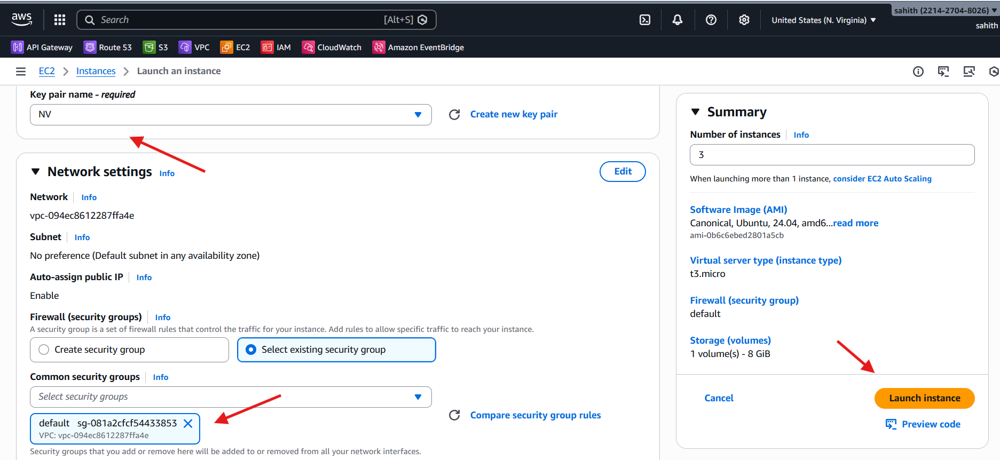 sahith (2214-2704-8026)
aws
Search
[Alt+S]
United States (N. Virginia)
sahith
API Gateway
Route 53
S3
VPC
EC2
IAM
CloudWatch
Amazon EventBridge
EC2
Instances
Launch an instance
Key pair name - required
NV
Create new key pair
Network settings
Info
Edit
Network
Info
vpc-094ec8612287ffa4e
Subnet
Info
No preference (Default subnet in any availability zone)
Auto-assign public IP
Info
Enable
Firewall (security groups)
Info
A security group is a set of firewall rules that control the traffic for your instance. Add rules to allow specific traffic to reach your instance.
Create security group
Select existing security group
Common security groups
Info
Select security groups
default sg-081a2cfcf54433853
VPC: vpc-094ec8612287ffa4e
Compare security group rules
Security groups that you add or remove here will be added to or removed from all your network interfaces.
Summary
Number of instances
Info
3
When launching more than 1 instance, consider EC2 Auto Scaling
Software Image (AMI)
Canonical, Ubuntu, 24.04, amd6...read more
ami-0b6c6ebed2801a5cb
Virtual server type (instance type)
t3.micro
Firewall (security group)
default
Storage (volumes)
1 volume(s) - 8 GiB
Cancel
Launch instance
Preview code